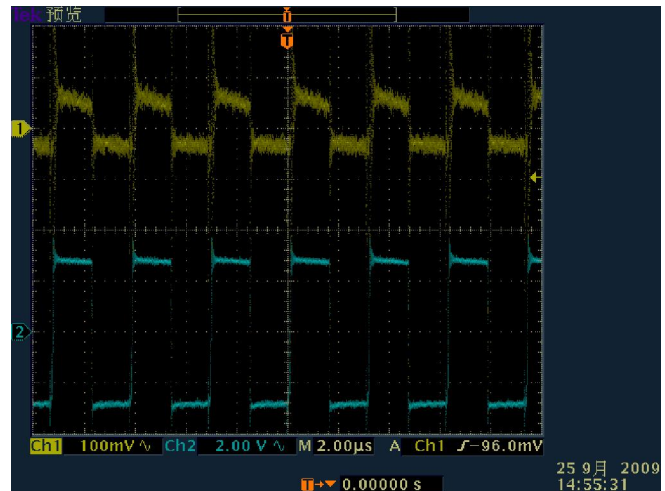 Tek 预览
T
1
2
Ch1 100mV ∿ Ch2 2.00 V ∿ M 2.00µs A Ch1 ʃ −96.0mV
T→▼ 0.00000 s
25 9月 2009
14:55:31